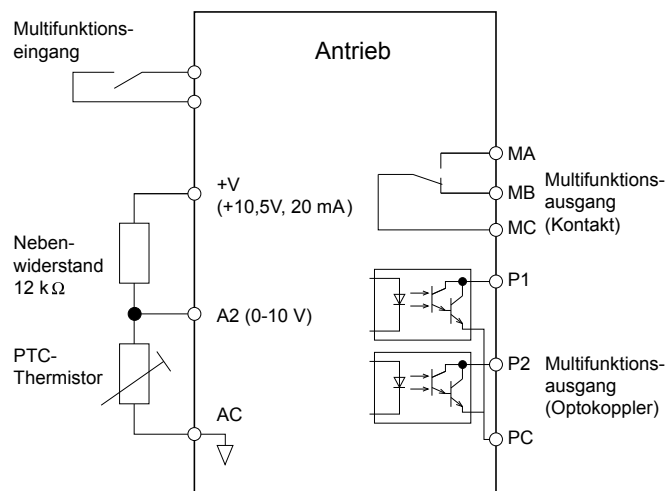 Multifunktions-
eingang
Antrieb
+V
(+10,5V, 20 mA)
Neben-
widerstand
12 kΩ
A2 (0-10 V)
PTC-
Thermistor
AC
MA
MB
MC
Multifunktions-
ausgang
(Kontakt)
P1
P2
PC
Multifunktions-
ausgang
(Optokoppler)